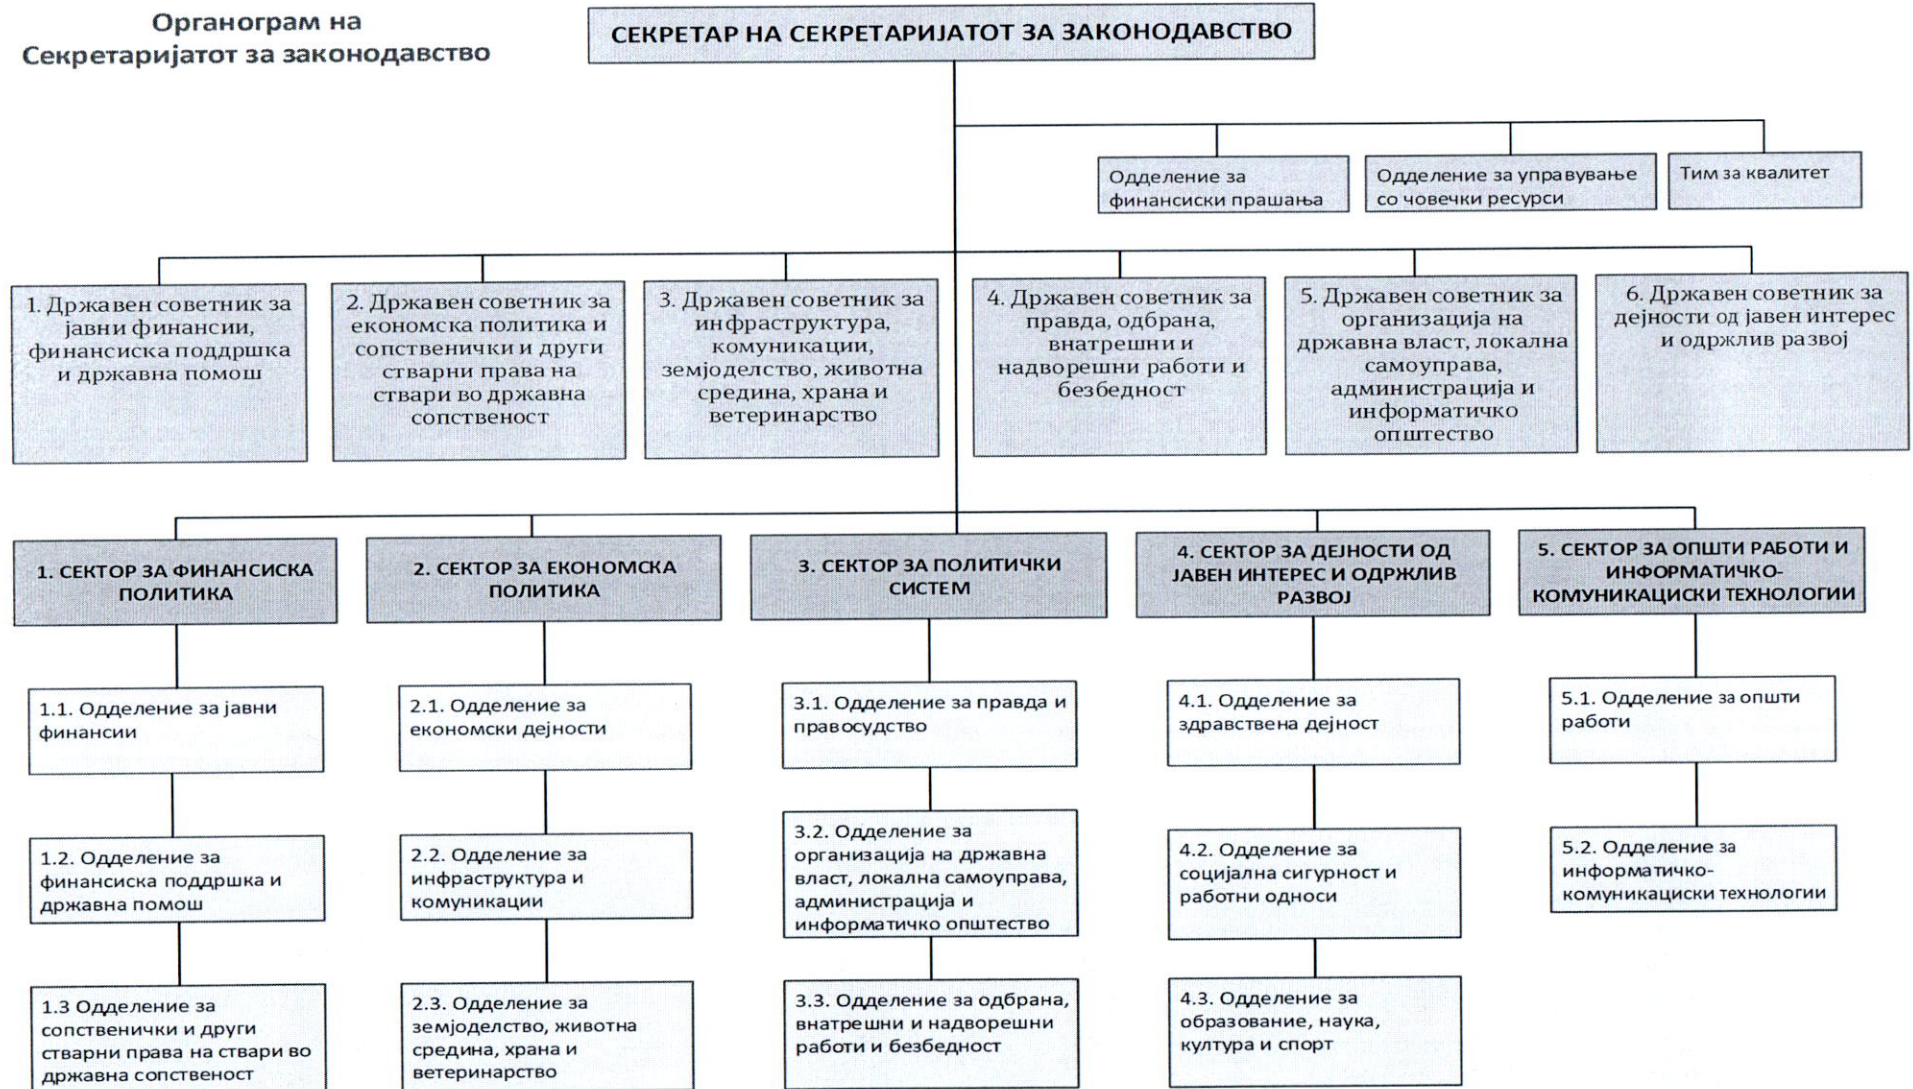 Органограм на
Секретаријатот за законодавство
СЕКРЕТАР НА СЕКРЕТАРИЈАТОТ ЗА ЗАКОНОДАВСТВО
Одделение за
финансиски прашања
Одделение за управување
со човечки ресурси
Тим за квалитет
1. Државен советник за
јавни финансии,
финансиска поддршка
и државна помош
2. Државен советник за
економска политика и
сопственички и други
стварни права на
ствари во државна
сопственост
3. Државен советник за
инфраструктура,
комуникации,
земјоделство, животна
средина, храна и
ветеринарство
4. Државен советник за
правда, одбрана,
внатрешни и
надворешни работи и
безбедност
5. Државен советник за
организација на
државна власт, локална
самоуправа,
администрација и
информатичко
општество
6. Државен советник за
дејности од јавен интерес
и одржлив развој
1. СЕКТОР ЗА ФИНАНСИСКА
ПОЛИТИКА
2. СЕКТОР ЗА ЕКОНОМСКА
ПОЛИТИКА
3. СЕКТОР ЗА ПОЛИТИЧКИ
СИСТЕМ
4. СЕКТОР ЗА ДЕЈНОСТИ ОД
ЈАВЕН ИНТЕРЕС И ОДРЖЛИВ
РАЗВОЈ
5. СЕКТОР ЗА ОПШТИ РАБОТИ И
ИНФОРМАТИЧКО-
КОМУНИКАЦИСКИ ТЕХНОЛОГИИ
1.1. Одделение за јавни
финансии
2.1. Одделение за
економски дејности
3.1. Одделение за правда и
правосудство
4.1. Одделение за
здравствена дејност
5.1. Одделение за општи
работи
1.2. Одделение за
финансиска поддршка и
државна помош
2.2. Одделение за
инфраструктура и
комуникации
3.2. Одделение за
организација на државна
власт, локална самоуправа,
администрација и
информатичко општество
4.2. Одделение за
социјална сигурност и
работни односи
5.2. Одделение за
информатичко-
комуникациски технологии
1.3 Одделение за
сопственички и други
стварни права на ствари во
државна сопственост
2.3. Одделение за
земјоделство, животна
средина, храна и
ветеринарство
3.3. Одделение за одбрана,
внатрешни и надворешни
работи и безбедност
4.3. Одделение за
образование, наука,
култура и спорт